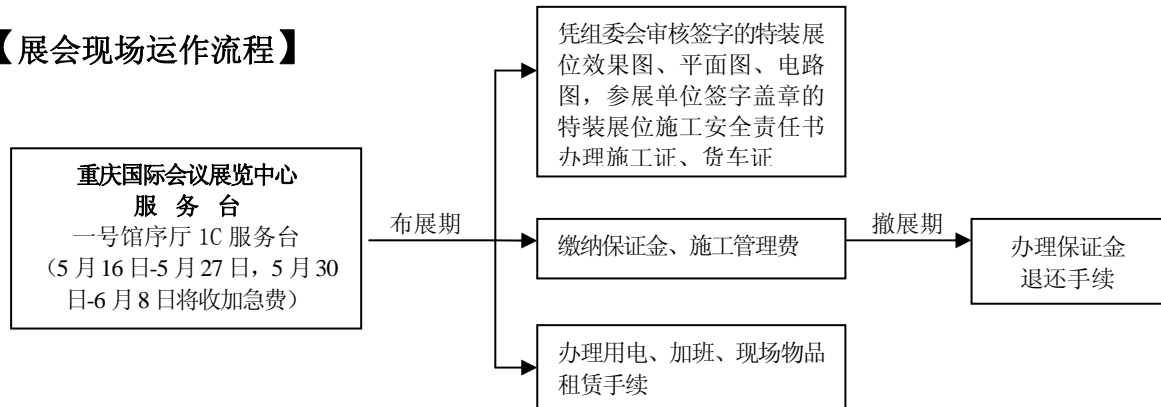 【展会现场运作流程】
重庆国际会议展览中心
服 务 台
一号馆序厅 1C 服务台
（5 月 16 日-5 月 27 日，5 月 30
日-6 月 8 日将收加急费）
布展期
凭组委会审核签字的特装展
位效果图、平面图、电路
图，参展单位签字盖章的
特装展位施工安全责任书
办理施工证、货车证
缴纳保证金、施工管理费
撤展期
办理保证金
退还手续
办理用电、加班、现场物品
租赁手续